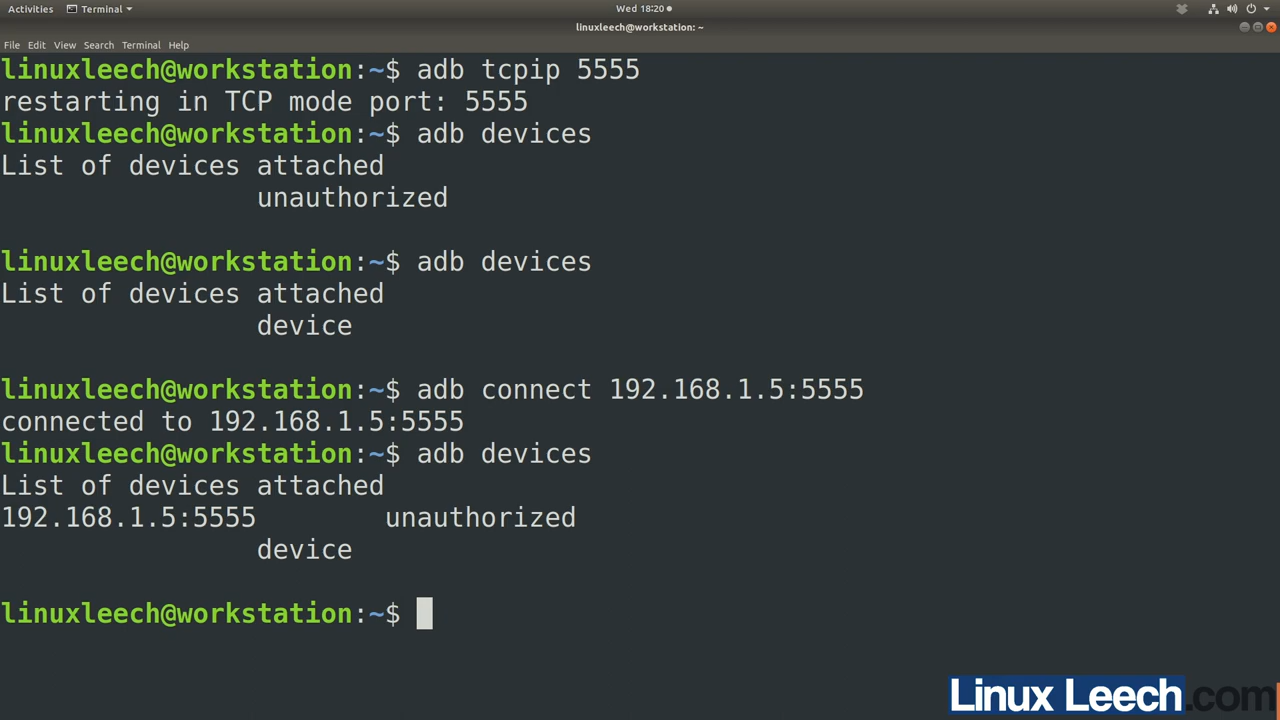 Activities Terminal Wed 18:20
linuxleech@workstation: ~
File Edit View Search Terminal Help
linuxleech@workstation:~$ adb tcpip 5555
restarting in TCP mode port: 5555
linuxleech@workstation:~$ adb devices
List of devices attached
unauthorized
linuxleech@workstation:~$ adb devices
List of devices attached
device
linuxleech@workstation:~$ adb connect 192.168.1.5:5555
connected to 192.168.1.5:5555
linuxleech@workstation:~$ adb devices
List of devices attached
192.168.1.5:5555 unauthorized
device
linuxleech@workstation:~$
Linux Leech.com